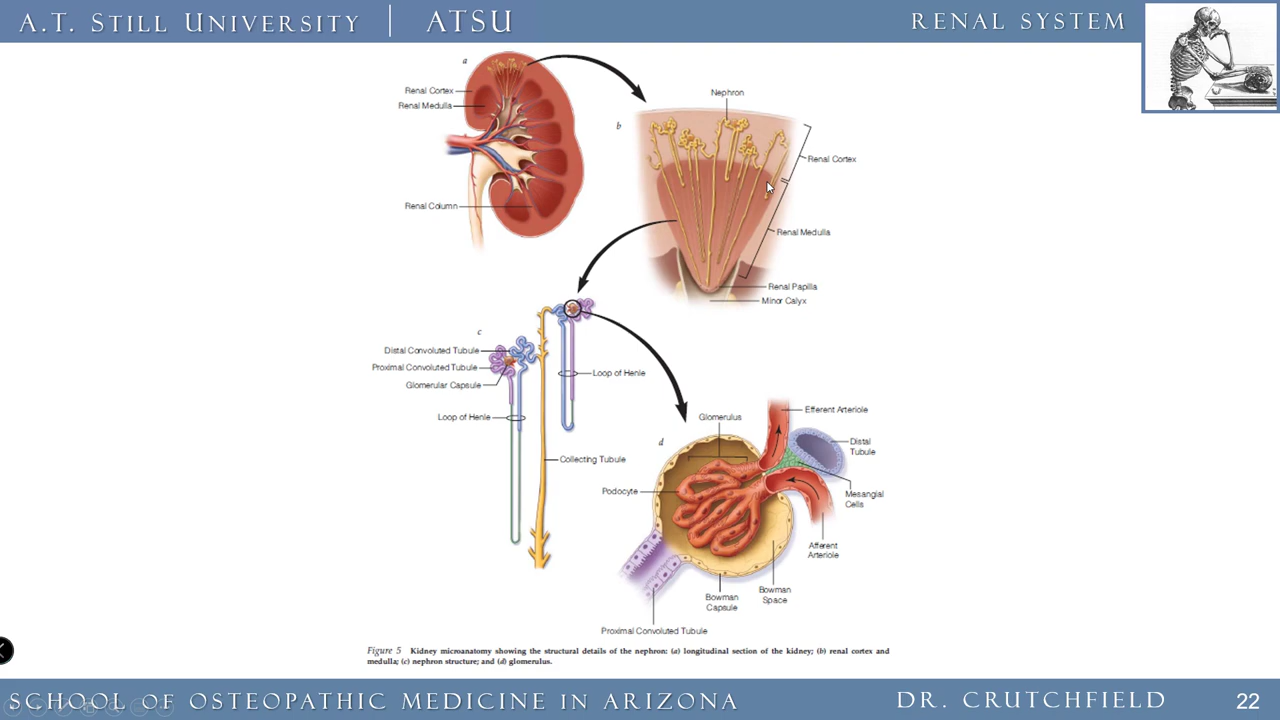 A.T. STILL UNIVERSITY | ATSU
RENAL SYSTEM
a
Renal Cortex
Renal Medulla
Renal Column
Nephron
b
Renal Cortex
Renal Medulla
Renal Papilla
Minor Calyx
c
Distal Convoluted Tubule
Proximal Convoluted Tubule
Glomerular Capsule
Loop of Henle
Loop of Henle
Collecting Tubule
d
Glomerulus
Efferent Arteriole
Distal
Tubule
Podocyte
Mesangial
Cells
Afferent
Arteriole
Bowman
Space
Bowman
Capsule
Proximal Convoluted Tubule
Figure 5 Kidney microanatomy showing the structural details of the nephron: (a) longitudinal section of the kidney; (b) renal cortex and
medulla; (c) nephron structure; and (d) glomerulus.
SCHOOL OF OSTEOPATHIC MEDICINE IN ARIZONA
DR. CRUTCHFIELD
22